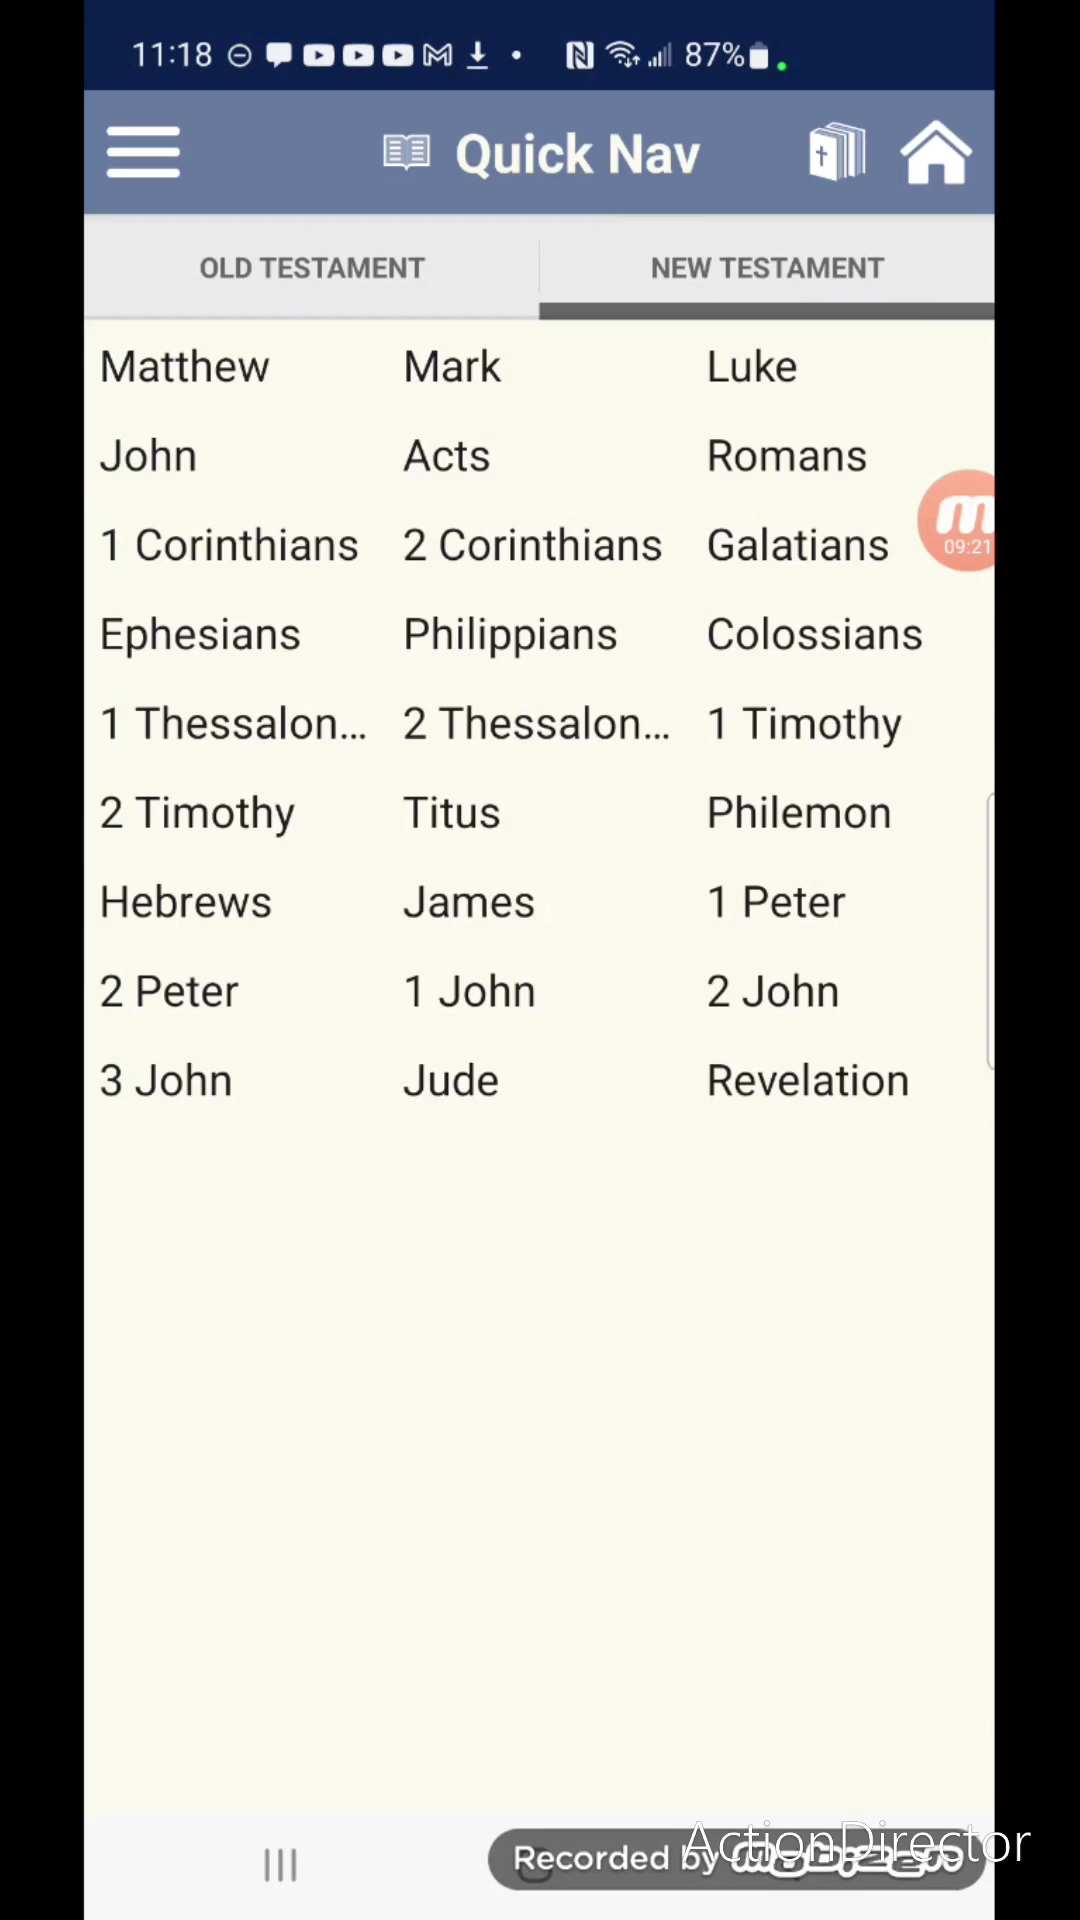 11:18 87%
Quick Nav
OLD TESTAMENT NEW TESTAMENT
Matthew Mark Luke
John Acts Romans
1 Corinthians 2 Corinthians Galatians
09:21
Ephesians Philippians Colossians
1 Thessalon... 2 Thessalon... 1 Timothy
2 Timothy Titus Philemon
Hebrews James 1 Peter
2 Peter 1 John 2 John
3 John Jude Revelation
ActionDirector
Recorded by mobizen